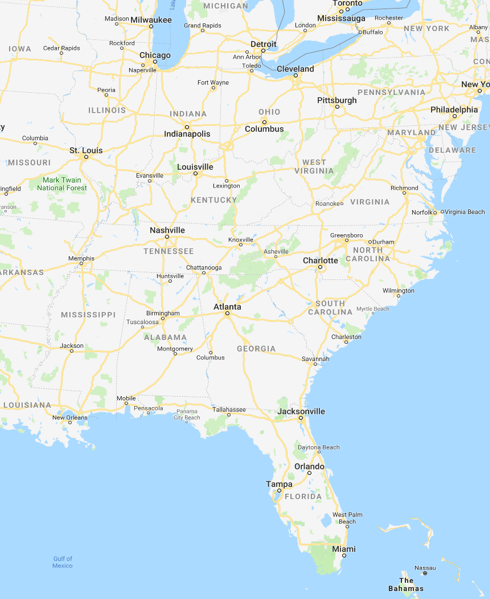 MICHIGAN
Toronto
Madison
Milwaukee
Grand Rapids
Mississauga
London
Rochester
Buffalo
NEW YORK
Albany
MAS
IOWA
Cedar Rapids
Rockford
Chicago
Naperville
Detroit
Ann Arbor
Toledo
Cleveland
CON
Peoria
Fort Wayne
PENNSYLVANIA
New Yo
ILLINOIS
INDIANA
OHIO
Pittsburgh
Philadelphia
NEW JERSEY
Indianapolis
Columbus
MARYLAND
DELAWARE
Columbia
St. Louis
MISSOURI
Louisville
WEST
VIRGINIA
Evansville
Lexington
Mark Twain
National Forest
ingfield
KENTUCKY
Richmond
Roanoke
VIRGINIA
Norfolk
Virginia Beach
Nashville
Knoxville
Greensboro
Durham
TENNESSEE
Asheville
NORTH
CAROLINA
Memphis
Chattanooga
Charlotte
ARKANSAS
Huntsville
Wilmington
Atlanta
SOUTH
CAROLINA
Myrtle Beach
MISSISSIPPI
Birmingham
Tuscaloosa
ALABAMA
Charleston
Jackson
Montgomery
Columbus
GEORGIA
Savannah
LOUISIANA
Mobile
Pensacola
Panama
City Beach
Tallahassee
Jacksonville
New Orleans
Daytona Beach
Orlando
Tampa
FLORIDA
West Palm
Beach
Miami
Gulf of
Mexico
Nassau
The
Bahamas